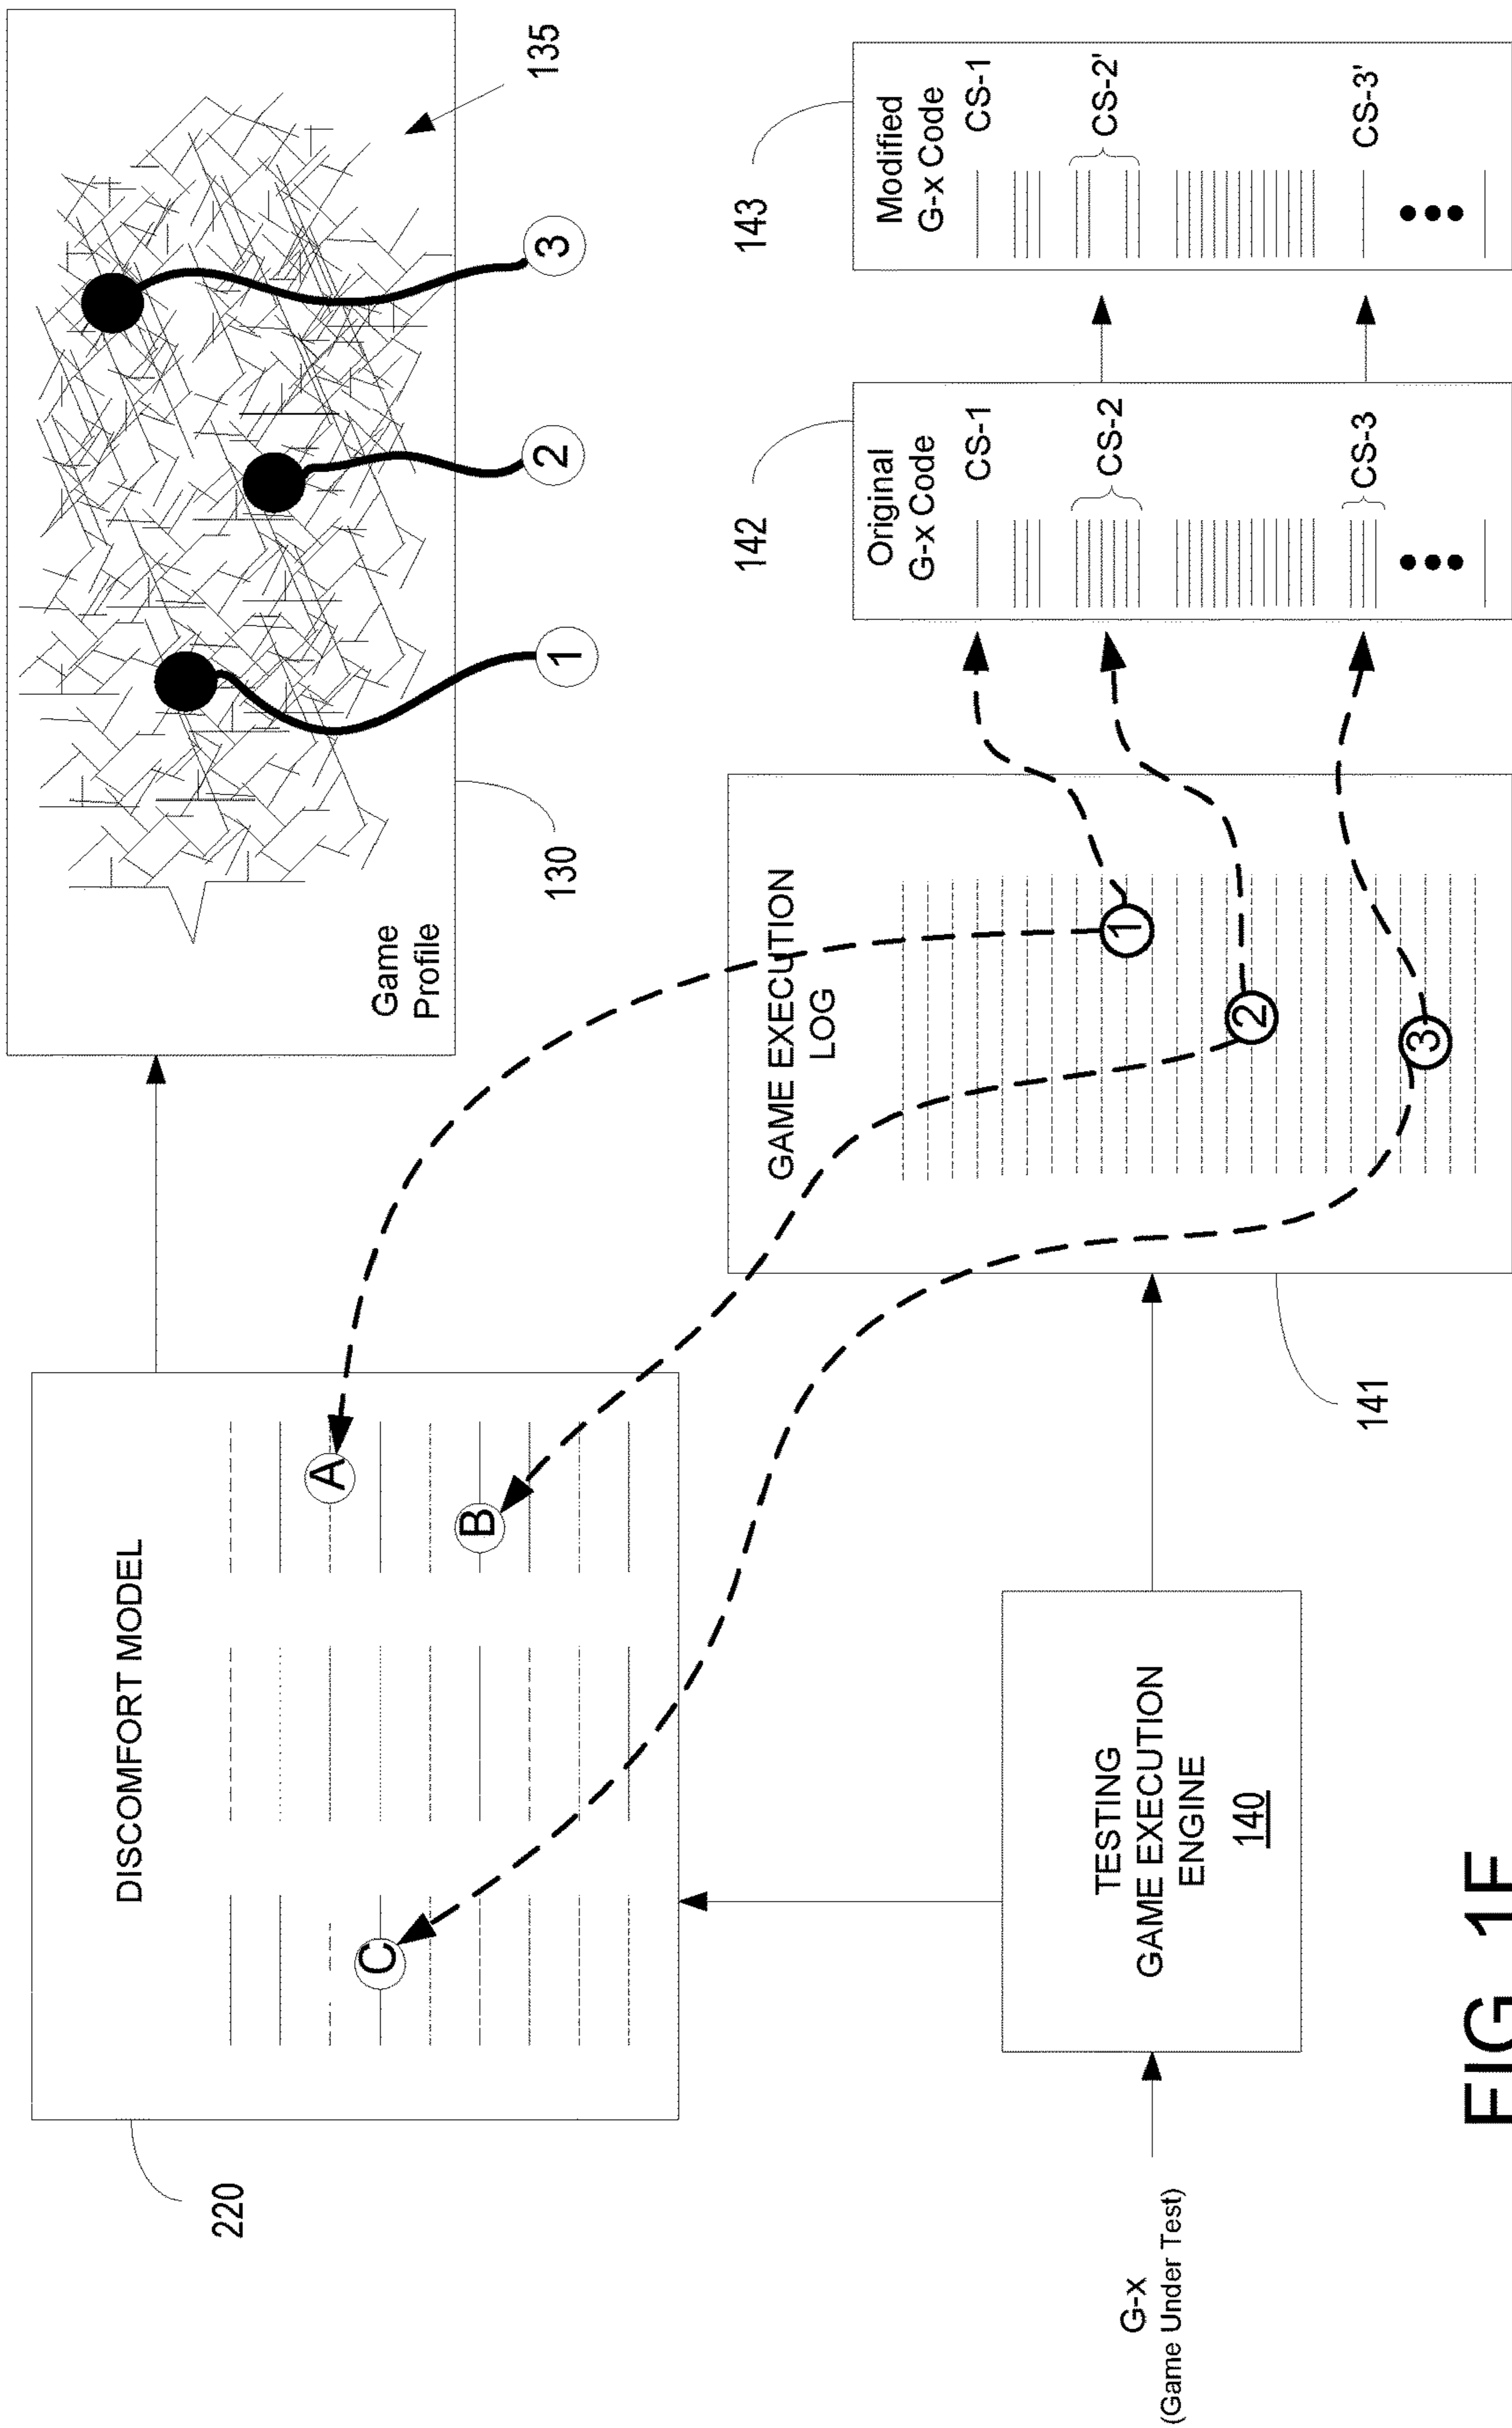 220
DISCOMFORT MODEL
A
B
C
Game
Profile
130
135
1
2
3
G-x
(Game Under Test)
TESTING
GAME EXECUTION
ENGINE
140
GAME EXECUTION
LOG
1
2
3
141
142
Original
G-x Code
CS-1
CS-2
CS-3
143
Modified
G-x Code
CS-1
CS-2'
CS-3'